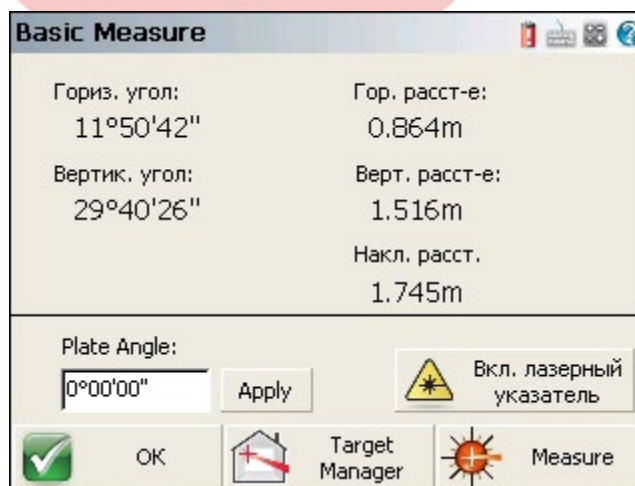 Basic Measure
Гориз. угол:
11°50'42"
Вертик. угол:
29°40'26"
Гор. расст-е:
0.864m
Верт. расст-е:
1.516m
Накл. расст.
1.745m
Plate Angle:
0°00'00"
Apply
Вкл. лазерный
указатель
OK
Target
Manager
Measure